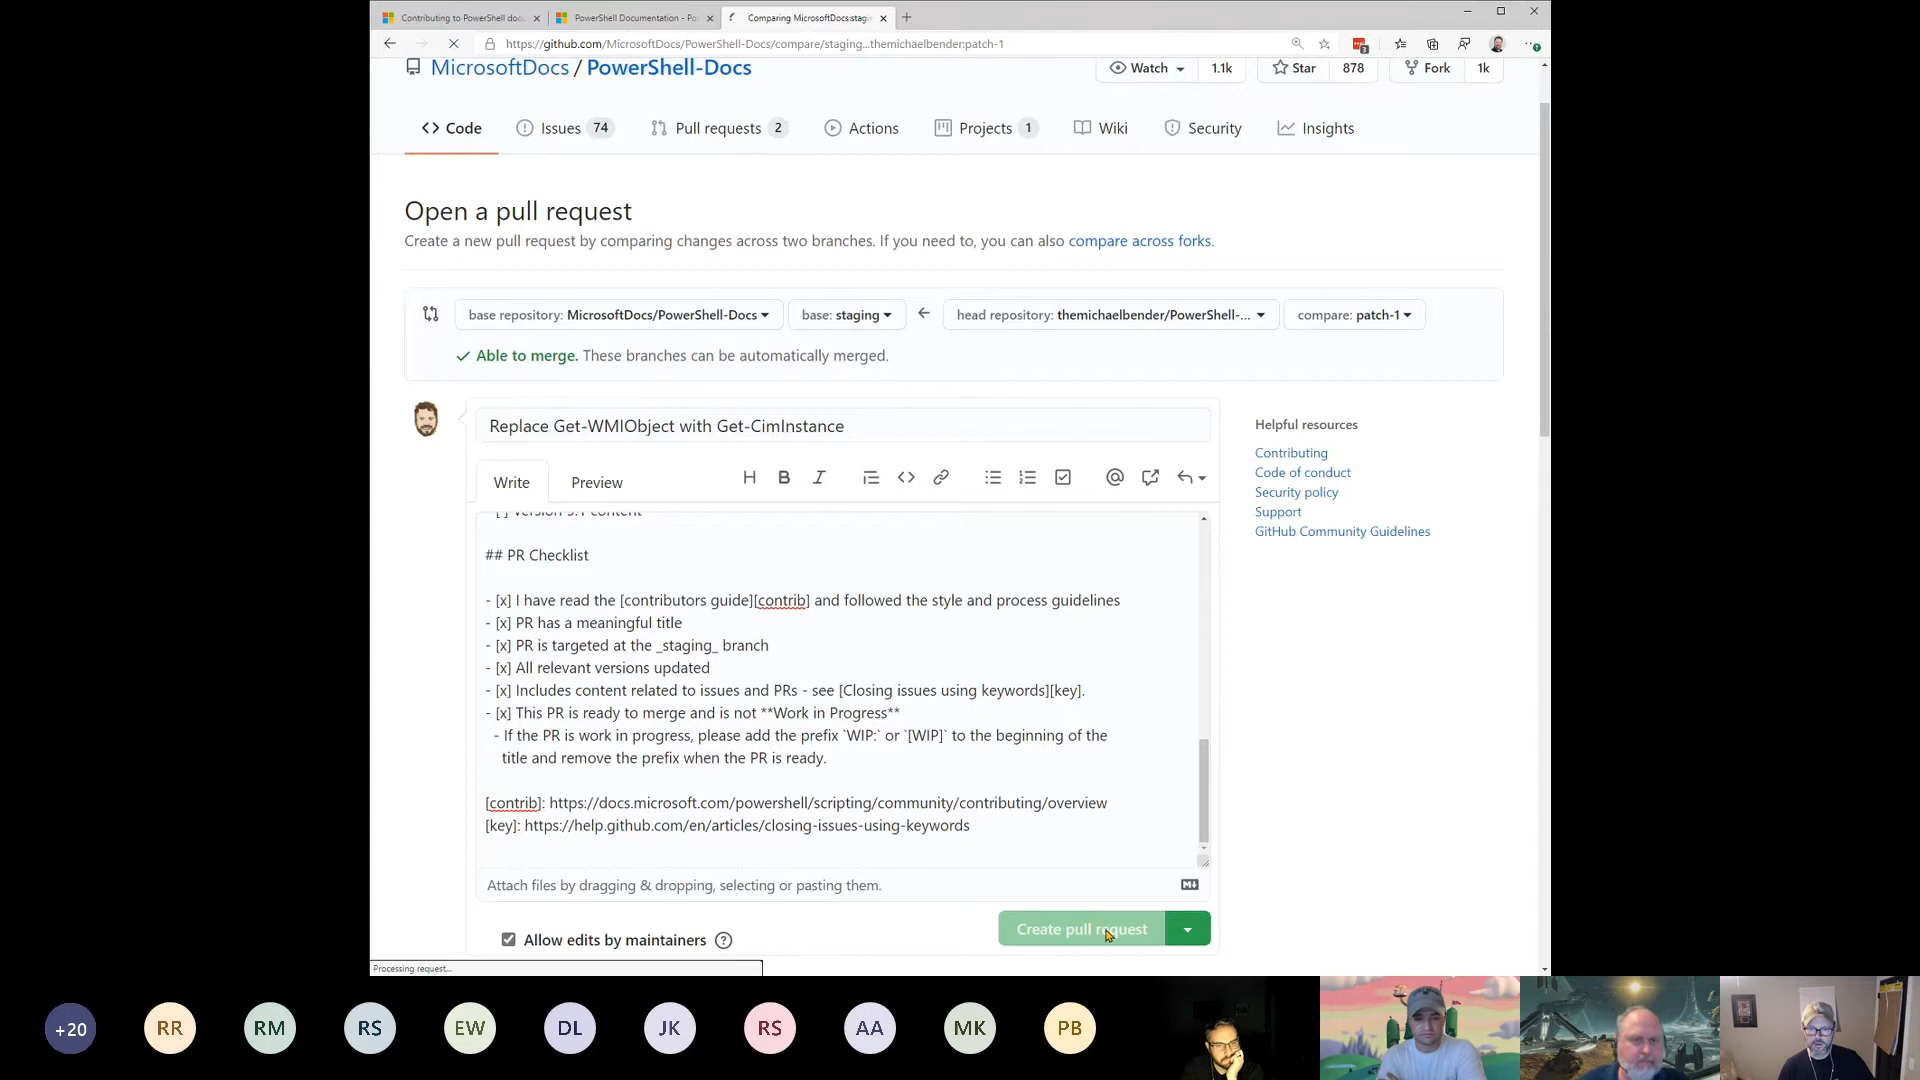 Contributing to PowerShell docu
PowerShell Documentation - Po
Comparing MicrosoftDocs:stagi
https://github.com/MicrosoftDocs/PowerShell-Docs/compare/staging...themichaelbender:patch-1
3
MicrosoftDocs / PowerShell-Docs
Watch 1.1k Star 878 Fork 1k
Code Issues 74 Pull requests 2 Actions Projects 1 Wiki Security Insights
Open a pull request
Create a new pull request by comparing changes across two branches. If you need to, you can also compare across forks.
base repository: MicrosoftDocs/PowerShell-Docs base: staging head repository: themichaelbender/PowerShell-... compare: patch-1
Able to merge. These branches can be automatically merged.
Replace Get-WMIObject with Get-CimInstance
Helpful resources
Contributing
Code of conduct
Security policy
Support
GitHub Community Guidelines
Write Preview
- [ ] Version 5.1 content
## PR Checklist
- [x] I have read the [contributors guide][contrib] and followed the style and process guidelines
- [x] PR has a meaningful title
- [x] PR is targeted at the _staging_ branch
- [x] All relevant versions updated
- [x] Includes content related to issues and PRs - see [Closing issues using keywords][key].
- [x] This PR is ready to merge and is not **Work in Progress**
- If the PR is work in progress, please add the prefix `WIP:` or `[WIP]` to the beginning of the
title and remove the prefix when the PR is ready.
[contrib]: https://docs.microsoft.com/powershell/scripting/community/contributing/overview
[key]: https://help.github.com/en/articles/closing-issues-using-keywords
Attach files by dragging & dropping, selecting or pasting them.
Allow edits by maintainers
Create pull request
Processing request...
+20 RR RM RS EW DL JK RS AA MK PB